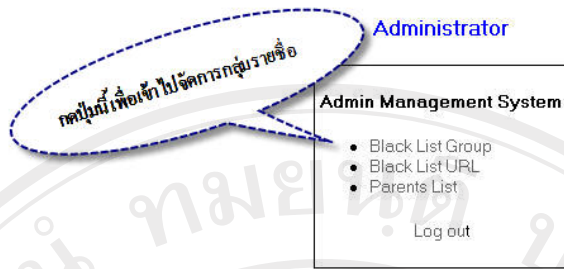 Administrator
กดปุ่มนี้ เพื่อเข้าไปจัดการกลุ่มรายชื่อ
Admin Management System
Black List Group
Black List URL
Parents List
Log out